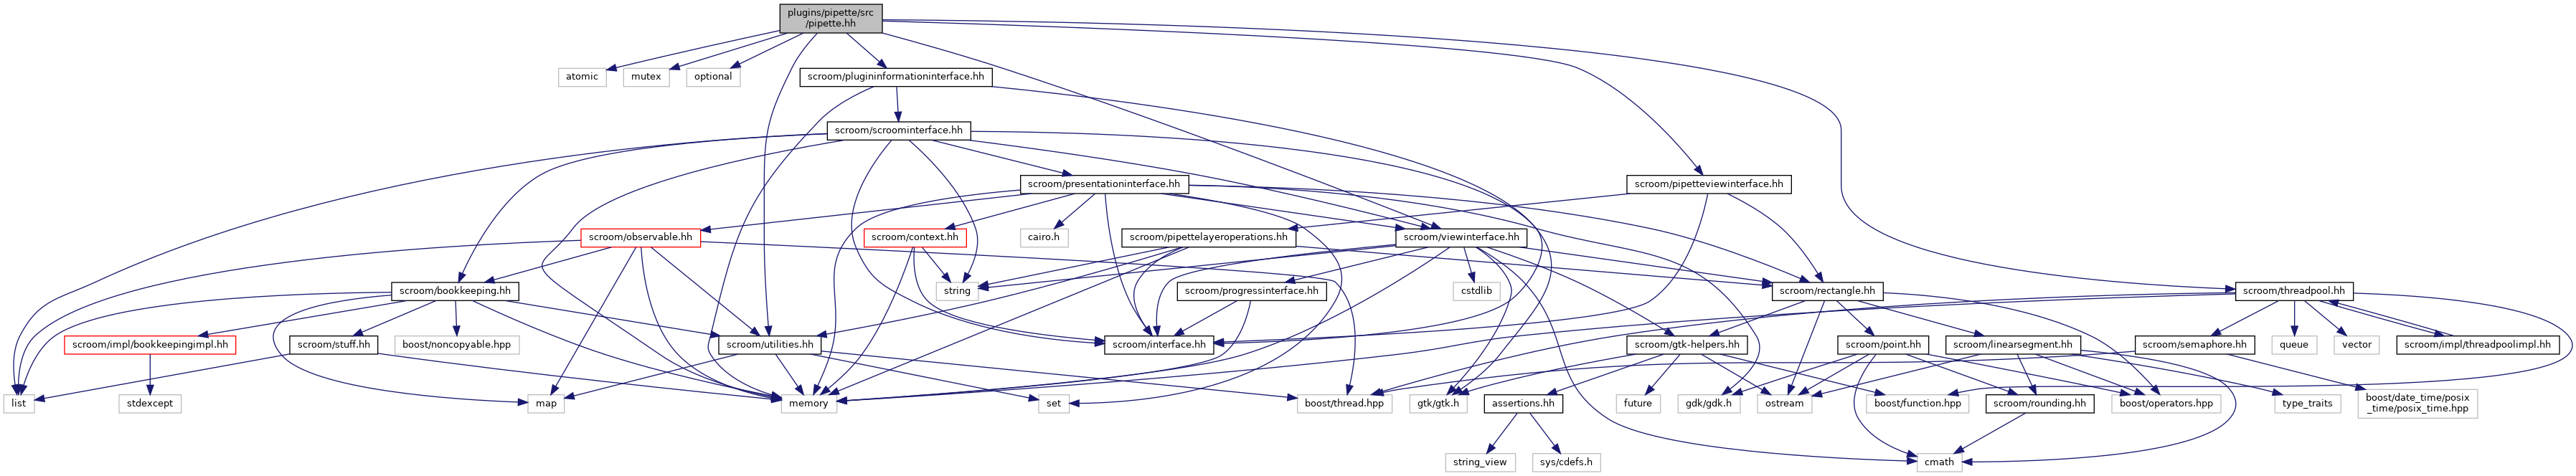 plugins/pipette/src
/pipette.hh
atomic
mutex
optional
scroom/plugininformationinterface.hh
scroom/scroominterface.hh
scroom/presentationinterface.hh
scroom/pipetteviewinterface.hh
scroom/observable.hh
scroom/context.hh
cairo.h
scroom/pipettelayeroperations.hh
scroom/viewinterface.hh
scroom/bookkeeping.hh
string
scroom/progressinterface.hh
cstdlib
scroom/rectangle.hh
scroom/threadpool.hh
scroom/impl/bookkeepingimpl.hh
scroom/stuff.hh
boost/noncopyable.hpp
scroom/utilities.hh
scroom/interface.hh
scroom/gtk-helpers.hh
scroom/point.hh
scroom/linearsegment.hh
scroom/semaphore.hh
queue
vector
scroom/impl/threadpoolimpl.hh
list
stdexcept
map
memory
set
boost/thread.hpp
gtk/gtk.h
assertions.hh
future
gdk/gdk.h
ostream
boost/function.hpp
scroom/rounding.hh
boost/operators.hpp
type_traits
boost/date_time/posix
_time/posix_time.hpp
string_view
sys/cdefs.h
cmath